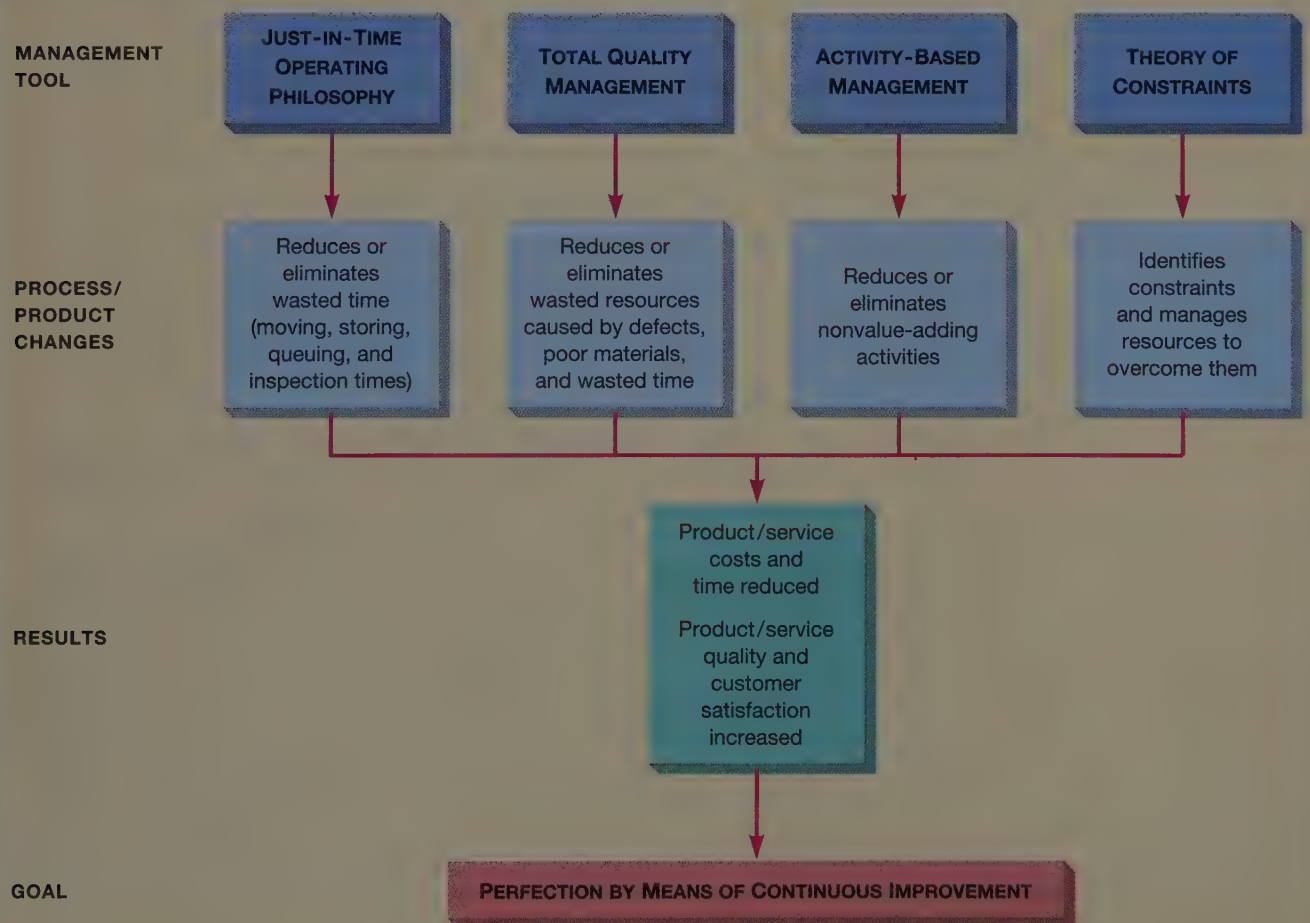 MANAGEMENT
TOOL
JUST-IN-TIME
OPERATING
PHILOSOPHY
TOTAL QUALITY
MANAGEMENT
ACTIVITY-BASED
MANAGEMENT
THEORY OF
CONSTRAINTS
PROCESS/
PRODUCT
CHANGES
Reduces or
eliminates
wasted time
(moving, storing,
queuing, and
inspection times)
Reduces or
eliminates
wasted resources
caused by defects,
poor materials,
and wasted time
Reduces or
eliminates
nonvalue-adding
activities
Identifies
constraints
and manages
resources to
overcome them
RESULTS
Product/service
costs and
time reduced
Product/service
quality and
customer
satisfaction
increased
GOAL
PERFECTION BY MEANS OF CONTINUOUS IMPROVEMENT